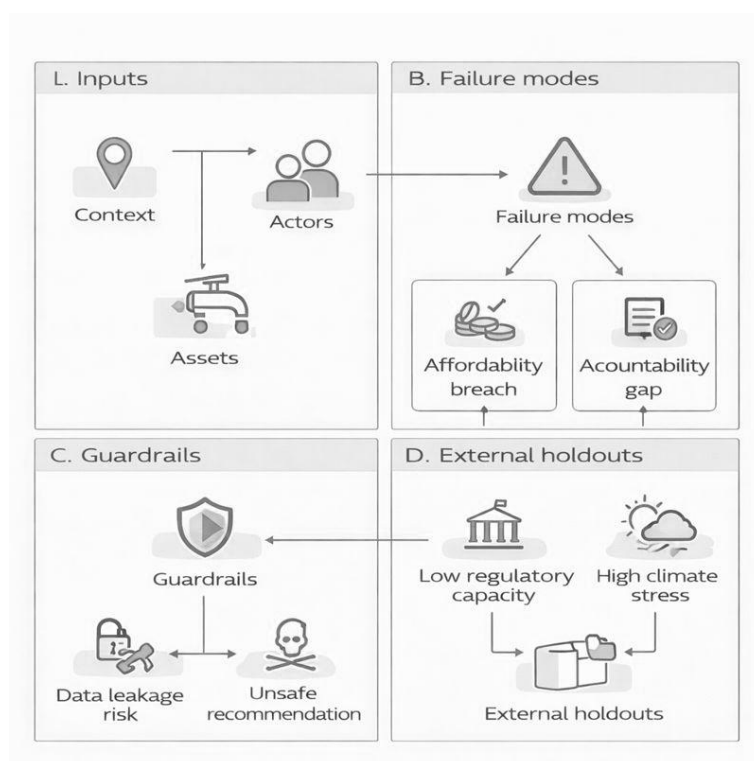 L. Inputs
Context
Actors
Assets
B. Failure modes
Failure modes
Affordablity
breach
Acountability
gap
C. Guardrails
Guardrails
Data leakage
risk
Unsafe
recommendation
D. External holdouts
Low regulatory
capacity
High climate
stress
External holdouts